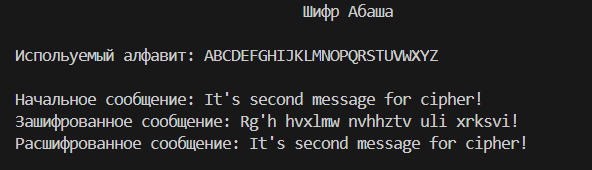 Шифр Абаша
Испольуемый алфавит: ABCDEFGHIJKLMNOPQRSTUVWXYZ
Начальное сообщение: It's second message for cipher!
Зашифрованное сообщение: Rg'h hvxlmw nvhhztv uli xrksvi!
Расшифрованное сообщение: It's second message for cipher!